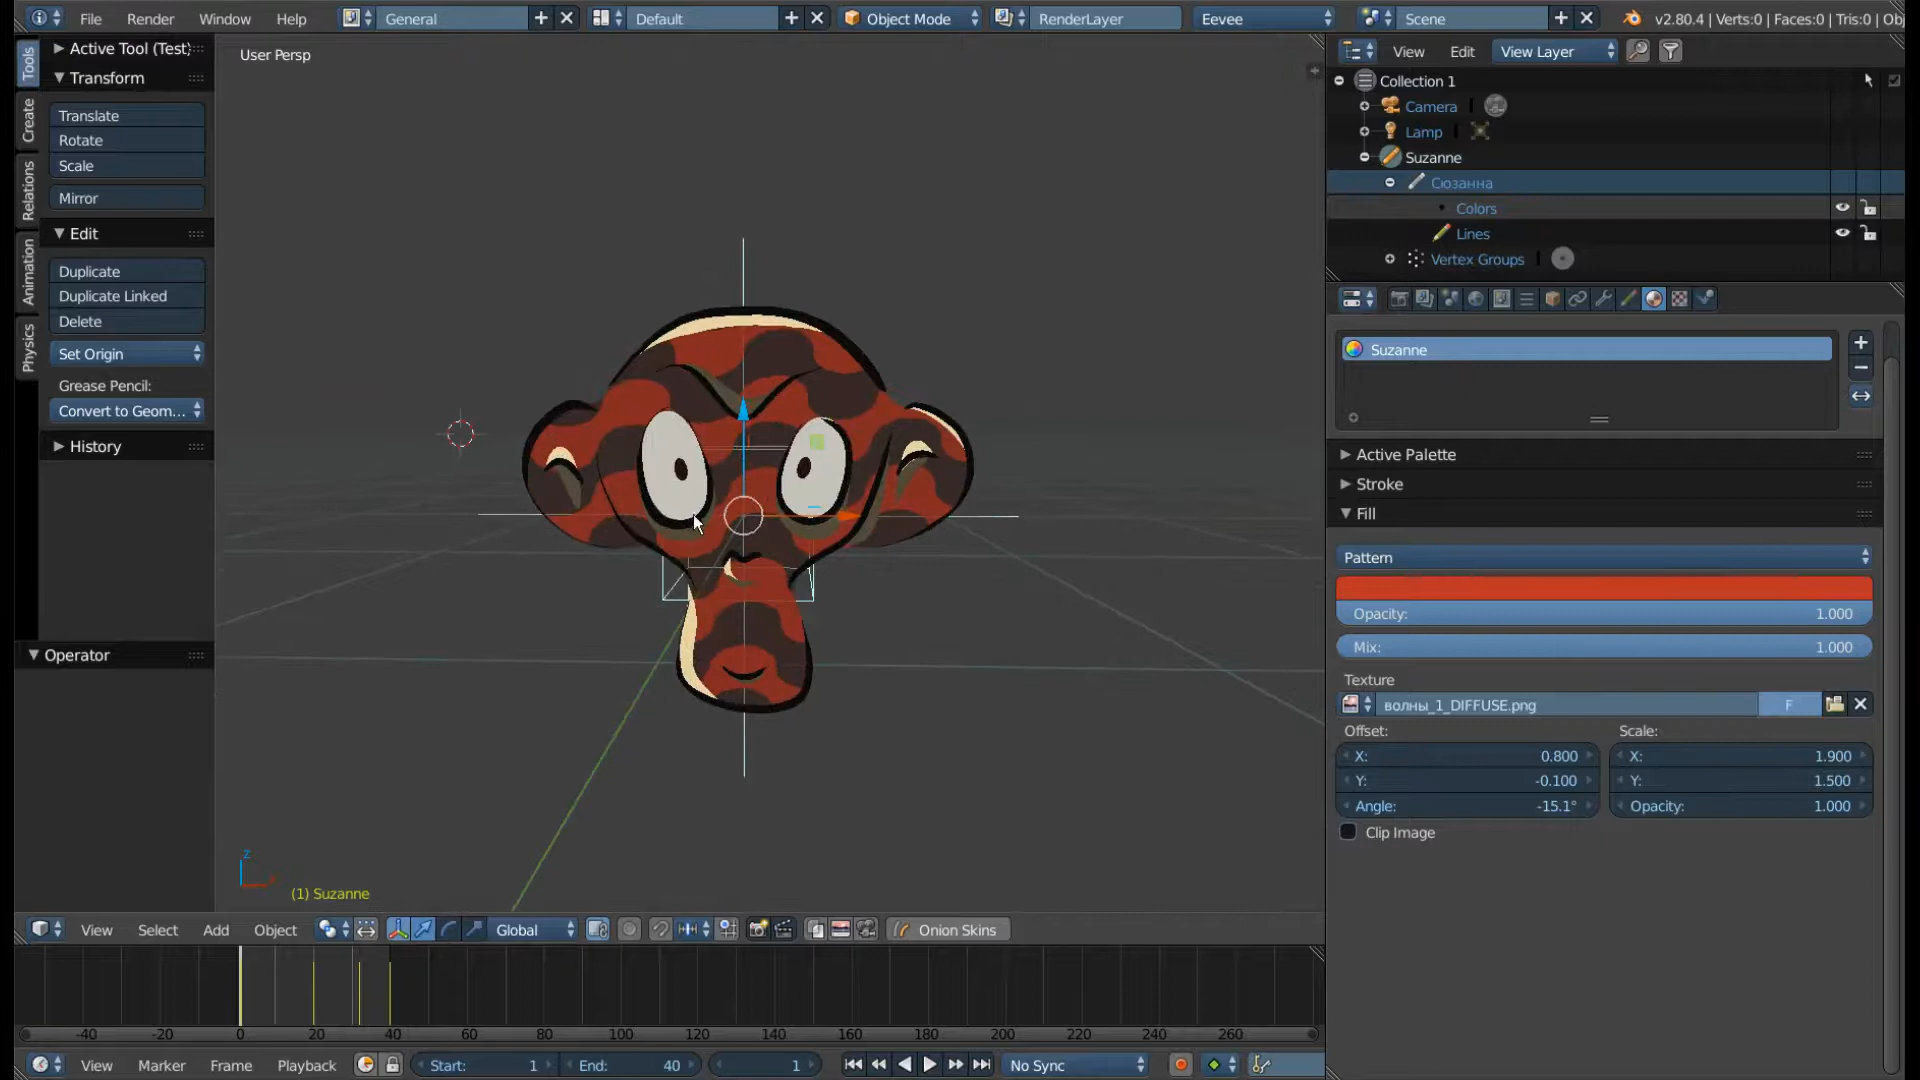 File Render Window Help General Default Object Mode RenderLayer Eevee Scene v2.80.4 | Verts:0 | Faces:0 | Tris:0 | Obj
Tools
Create
Relations
Animation
Physics
Active Tool (Test)
Transform
Translate
Rotate
Scale
Mirror
Edit
Duplicate
Duplicate Linked
Delete
Set Origin
Grease Pencil:
Convert to Geom...
History
Operator
User Persp
z
(1) Suzanne
View Edit View Layer
Collection 1
Camera
Lamp
Suzanne
Сюзанна
Colors
Lines
Vertex Groups
Suzanne
Active Palette
Stroke
Fill
Pattern
Opacity: 1.000
Mix: 1.000
Texture
волны_1_DIFFUSE.png F
Offset: Scale:
X: 0.800 X: 1.900
Y: -0.100 Y: 1.500
Angle: -15.1° Opacity: 1.000
Clip Image
View Select Add Object Global Onion Skins
-40 -20 0 20 40 60 80 100 120 140 160 180 200 220 240 260
View Marker Frame Playback Start: 1 End: 40 1 No Sync